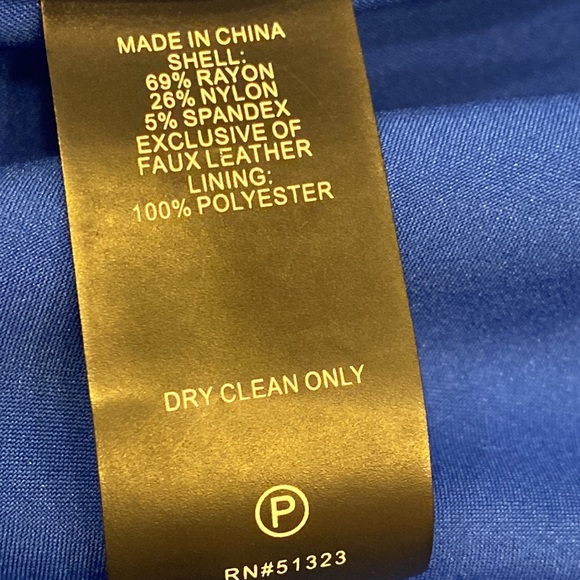 MADE IN CHINA
SHELL:
69% RAYON
26% NYLON
5% SPANDEX
EXCLUSIVE OF
FAUX LEATHER
LINING:
100% POLYESTER
DRY CLEAN ONLY
P
RN#51323